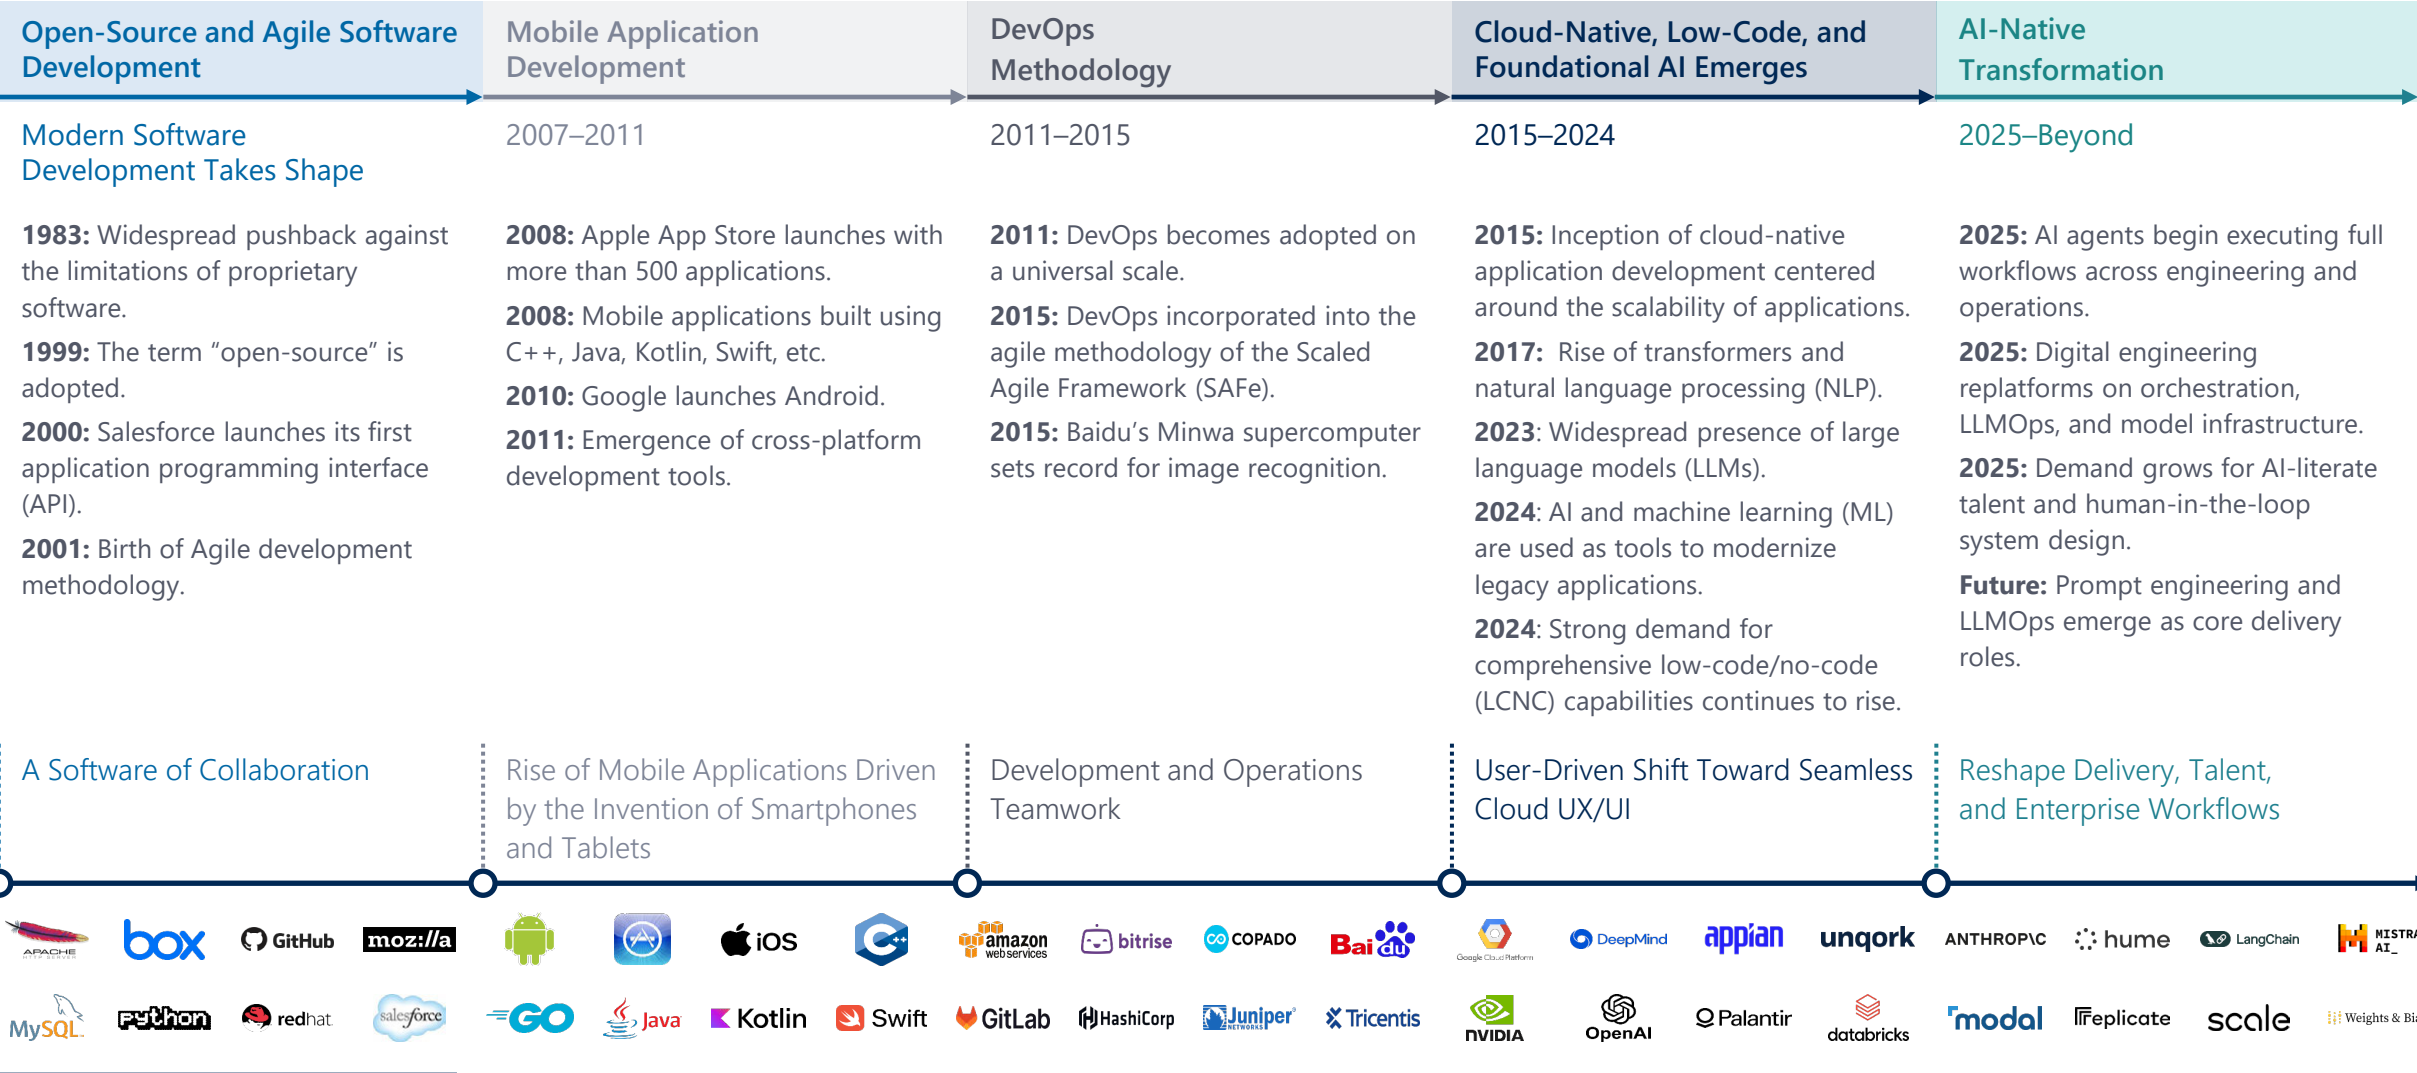 Open-Source and Agile Software
Development
Modern Software
Development Takes Shape
1983: Widespread pushback against
the limitations of proprietary
software.
1999: The term “open-source” is
adopted.
2000: Salesforce launches its first
application programming interface
(API).
2001: Birth of Agile development
methodology.
A Software of Collaboration
Mobile Application
Development
2007–2011
2008: Apple App Store launches with
more than 500 applications.
2008: Mobile applications built using
C++, Java, Kotlin, Swift, etc.
2010: Google launches Android.
2011: Emergence of cross-platform
development tools.
Rise of Mobile Applications Driven
by the Invention of Smartphones
and Tablets
DevOps
Methodology
2011–2015
2011: DevOps becomes adopted on
a universal scale.
2015: DevOps incorporated into the
agile methodology of the Scaled
Agile Framework (SAFe).
2015: Baidu’s Minwa supercomputer
sets record for image recognition.
Development and Operations
Teamwork
Cloud-Native, Low-Code, and
Foundational AI Emerges
2015–2024
2015: Inception of cloud-native
application development centered
around the scalability of applications.
2017: Rise of transformers and
natural language processing (NLP).
2023: Widespread presence of large
language models (LLMs).
2024: AI and machine learning (ML)
are used as tools to modernize
legacy applications.
2024: Strong demand for
comprehensive low-code/no-code
(LCNC) capabilities continues to rise.
User-Driven Shift Toward Seamless
Cloud UX/UI
AI-Native
Transformation
2025–Beyond
2025: AI agents begin executing full
workflows across engineering and
operations.
2025: Digital engineering
replatforms on orchestration,
LLMOps, and model infrastructure.
2025: Demand grows for AI-literate
talent and human-in-the-loop
system design.
Future: Prompt engineering and
LLMOps emerge as core delivery
roles.
Reshape Delivery, Talent,
and Enterprise Workflows
APACHE
HTTP SERVER
box
GitHub
moz://a
MySQL
python
redhat
salesforce
iOS
C++
GO
Java
Kotlin
Swift
amazon
web services
bitrise
COPADO
Bai du
GitLab
HashiCorp
Juniper
NETWORKS
Tricentis
Google Cloud Platform
DeepMind
appian
unqork
NVIDIA
OpenAI
Palantir
databricks
ANTHROP\C
hume
LangChain
MISTRA
AI_
modal
replicate
scale
Weights & Bia